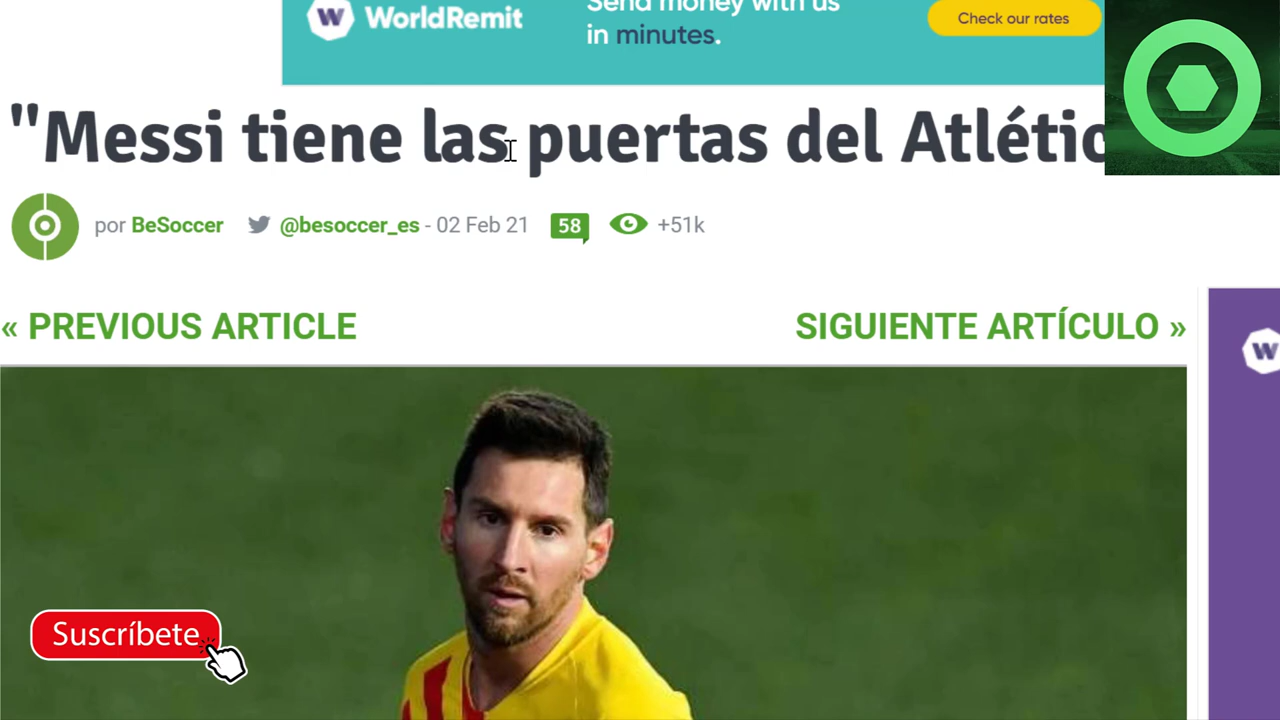 WorldRemit
Send money with us
in minutes.
Check our rates
"Messi tiene las puertas del Atlétic
por BeSoccer @besoccer_es - 02 Feb 21 58 +51k
« PREVIOUS ARTICLE
SIGUIENTE ARTÍCULO »
Suscríbete